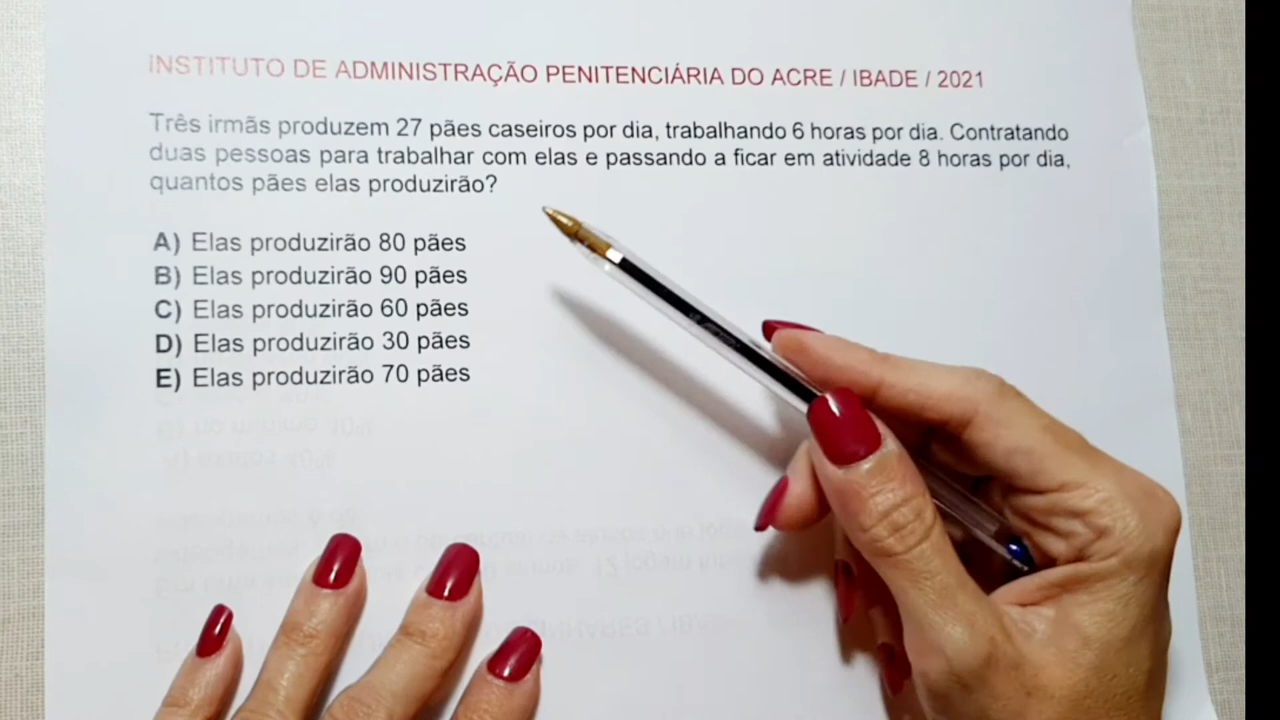 INSTITUTO DE ADMINISTRAÇÃO PENITENCIÁRIA DO ACRE / IBADE / 2021
Três irmãs produzem 27 pães caseiros por dia, trabalhando 6 horas por dia. Contratando
duas pessoas para trabalhar com elas e passando a ficar em atividade 8 horas por dia,
quantos pães elas produzirão?
A) Elas produzirão 80 pães
B) Elas produzirão 90 pães
C) Elas produzirão 60 pães
D) Elas produzirão 30 pães
E) Elas produzirão 70 pães